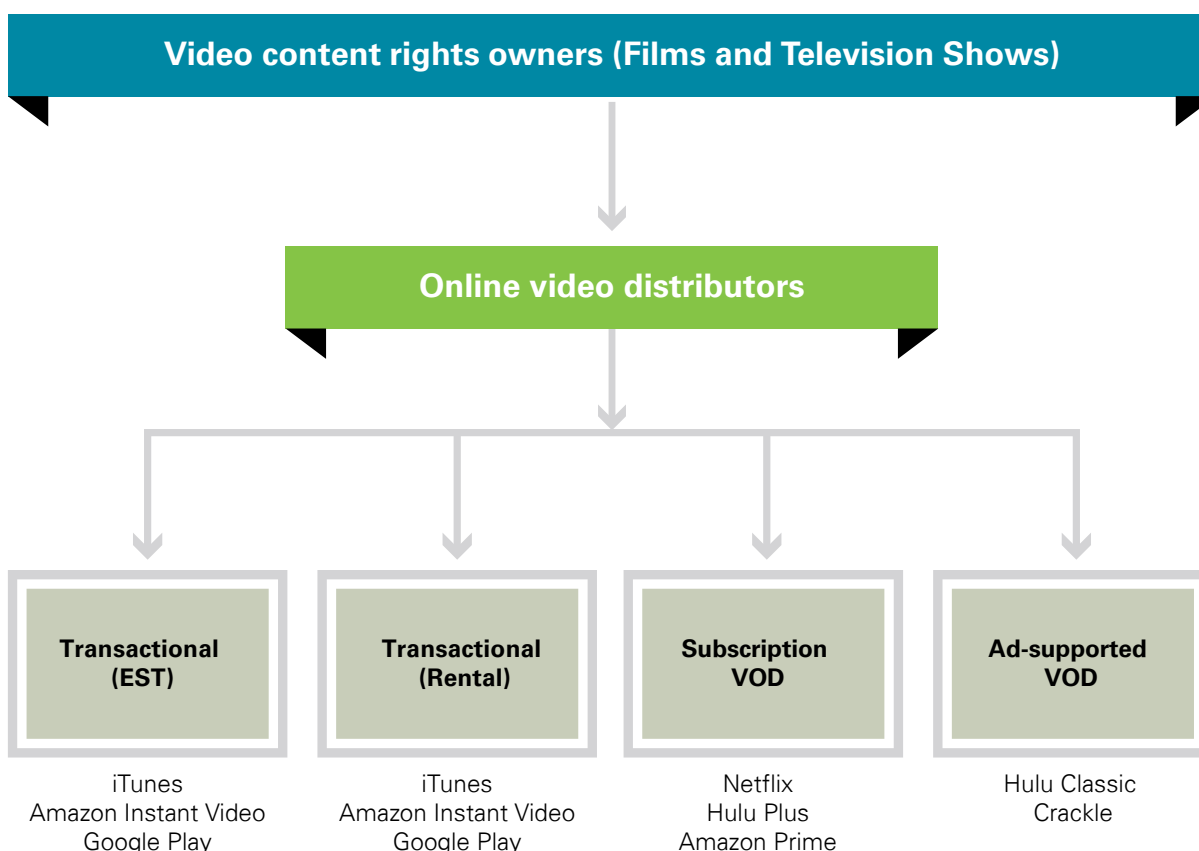 Video content rights owners (Films and Television Shows)
Online video distributors
Transactional
(EST)
Transactional
(Rental)
Subscription
VOD
Ad-supported
VOD
iTunes
Amazon Instant Video
Google Play
iTunes
Amazon Instant Video
Google Play
Netflix
Hulu Plus
Amazon Prime
Hulu Classic
Crackle